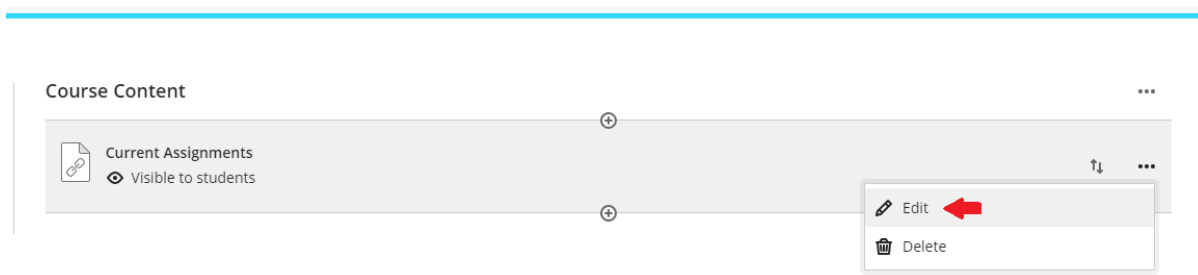 Course Content
Current Assignments
Visible to students
Edit
Delete